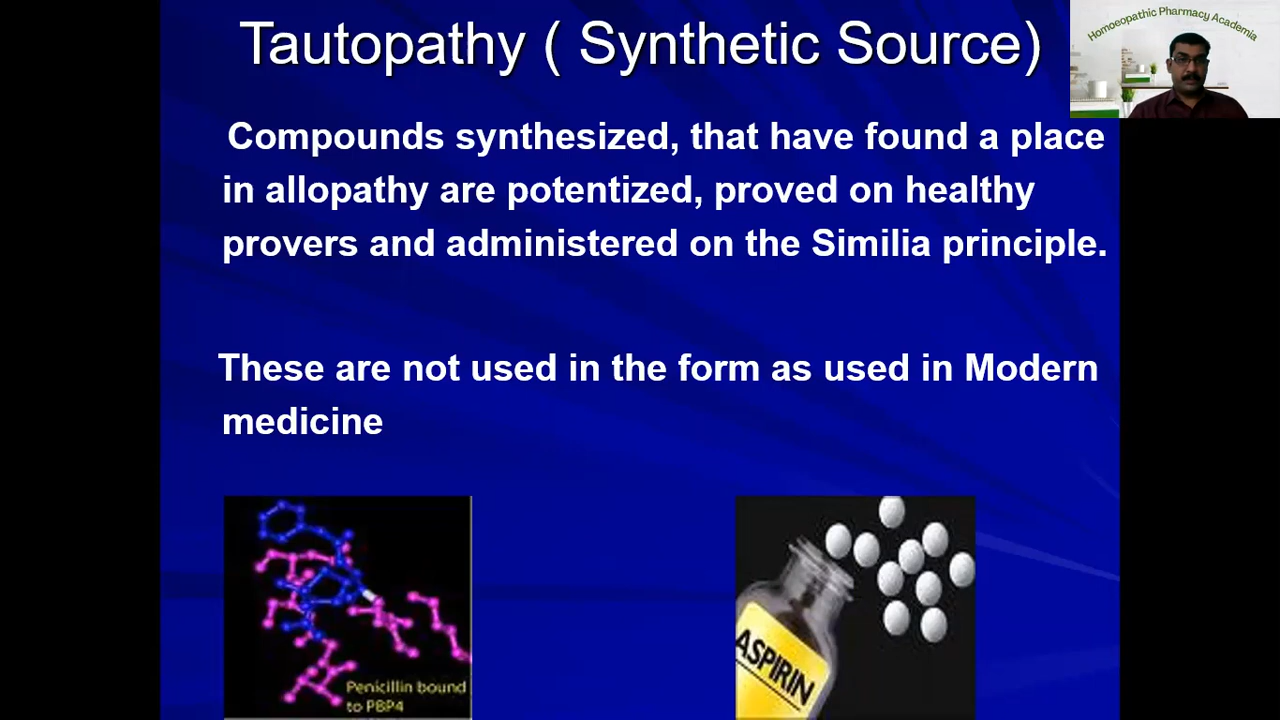 Tautopathy ( Synthetic Source)
Homoeopathic Pharmacy Academia
Compounds synthesized, that have found a place
in allopathy are potentized, proved on healthy
provers and administered on the Similia principle.
These are not used in the form as used in Modern
medicine
Penicillin bound
to PBP4
ASPIRIN